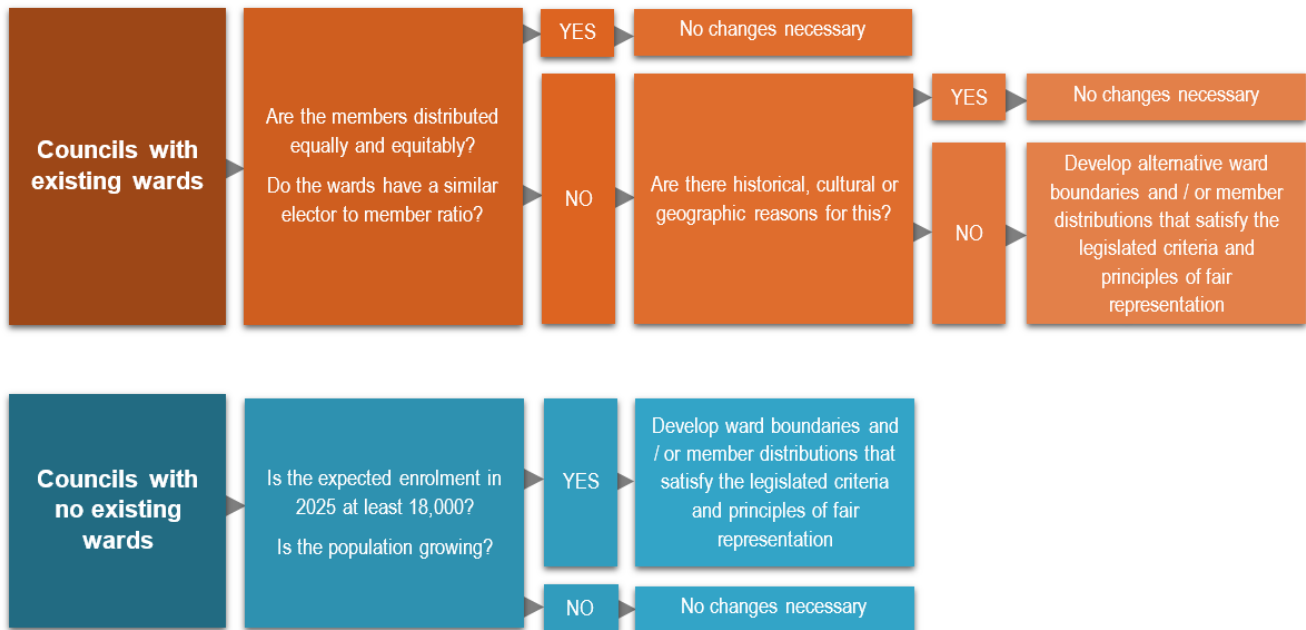 Councils with
existing wards
Are the members distributed
equally and equitably?
Do the wards have a similar
elector to member ratio?
YES
No changes necessary
NO
Are there historical, cultural or
geographic reasons for this?
YES
No changes necessary
NO
Develop alternative ward
boundaries and / or member
distributions that satisfy the
legislated criteria and
principles of fair
representation
Councils with
no existing
wards
Is the expected enrolment in
2025 at least 18,000?
Is the population growing?
YES
Develop ward boundaries and
/ or member distributions that
satisfy the legislated criteria
and principles of fair
representation
NO
No changes necessary